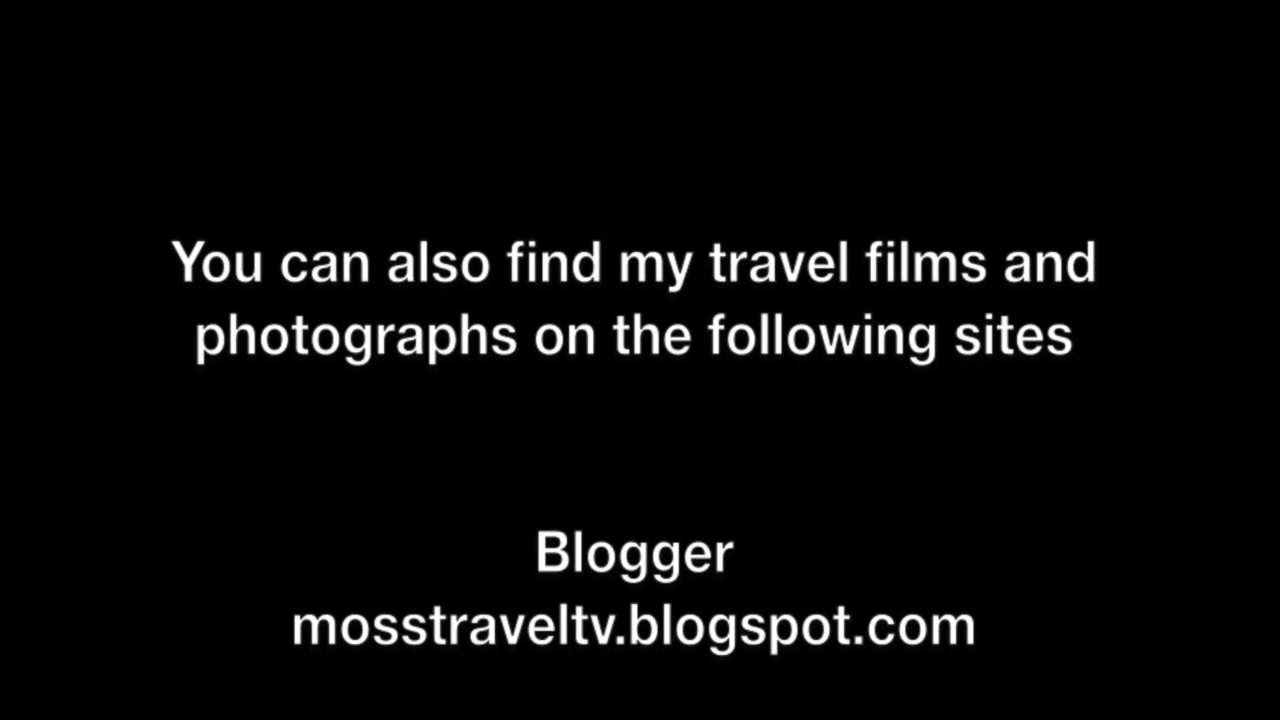 You can also find my travel films and
photographs on the following sites
Blogger
mosstraveltv.blogspot.com